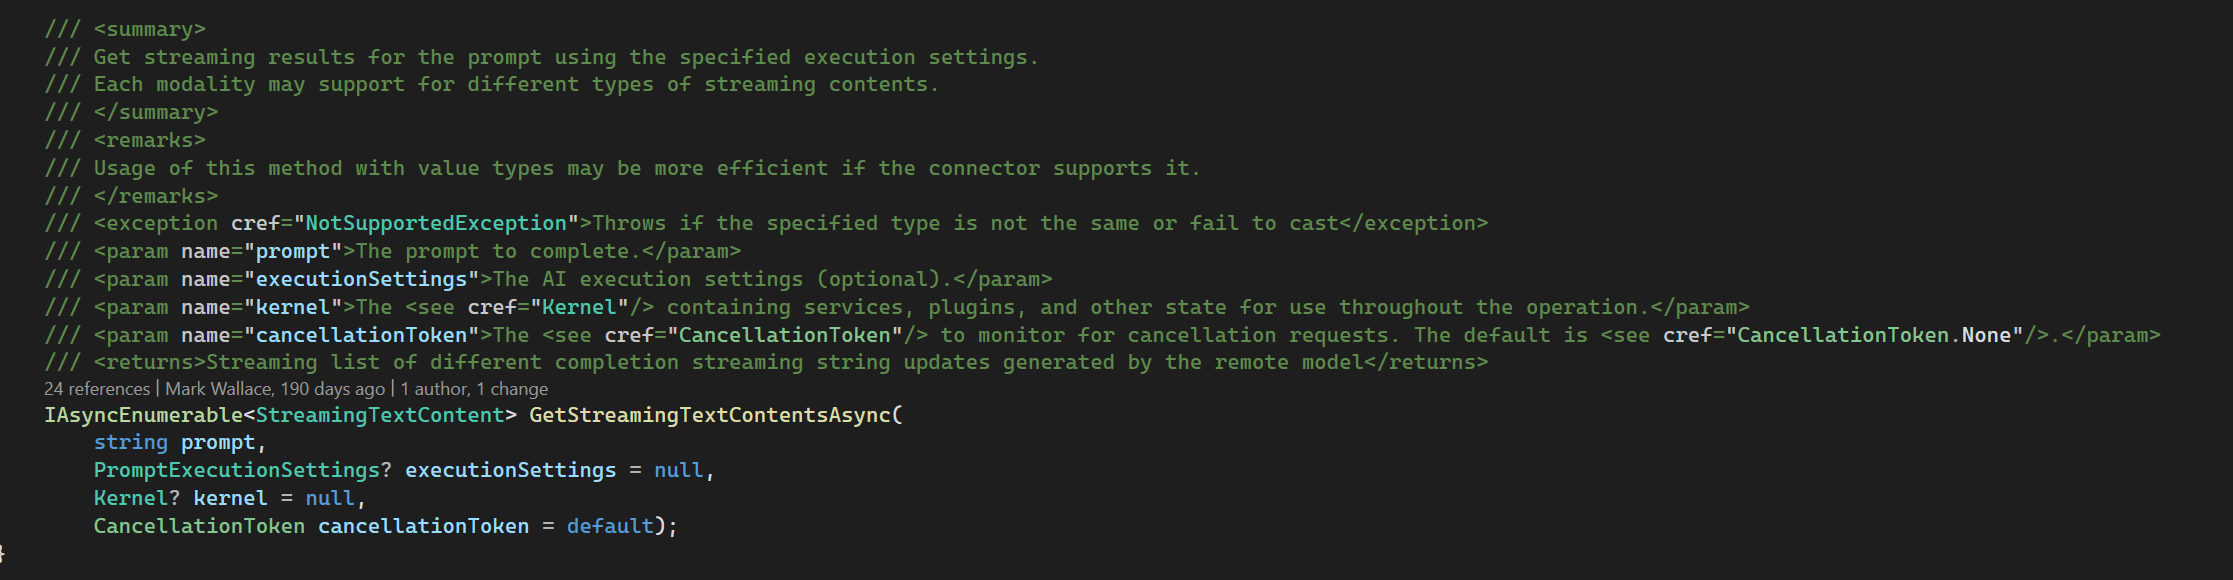 /// <summary>
/// Get streaming results for the prompt using the specified execution settings.
/// Each modality may support for different types of streaming contents.
/// </summary>
/// <remarks>
/// Usage of this method with value types may be more efficient if the connector supports it.
/// </remarks>
/// <exception cref="NotSupportedException">Throws if the specified type is not the same or fail to cast</exception>
/// <param name="prompt">The prompt to complete.</param>
/// <param name="executionSettings">The AI execution settings (optional).</param>
/// <param name="kernel">The <see cref="Kernel"/> containing services, plugins, and other state for use throughout the operation.</param>
/// <param name="cancellationToken">The <see cref="CancellationToken"/> to monitor for cancellation requests. The default is <see cref="CancellationToken.None"/>.</param>
/// <returns>Streaming list of different completion streaming string updates generated by the remote model</returns>
24 references | Mark Wallace, 190 days ago | 1 author, 1 change
IAsyncEnumerable<StreamingTextContent> GetStreamingTextContentsAsync(
    string prompt,
    PromptExecutionSettings? executionSettings = null,
    Kernel? kernel = null,
    CancellationToken cancellationToken = default);
}